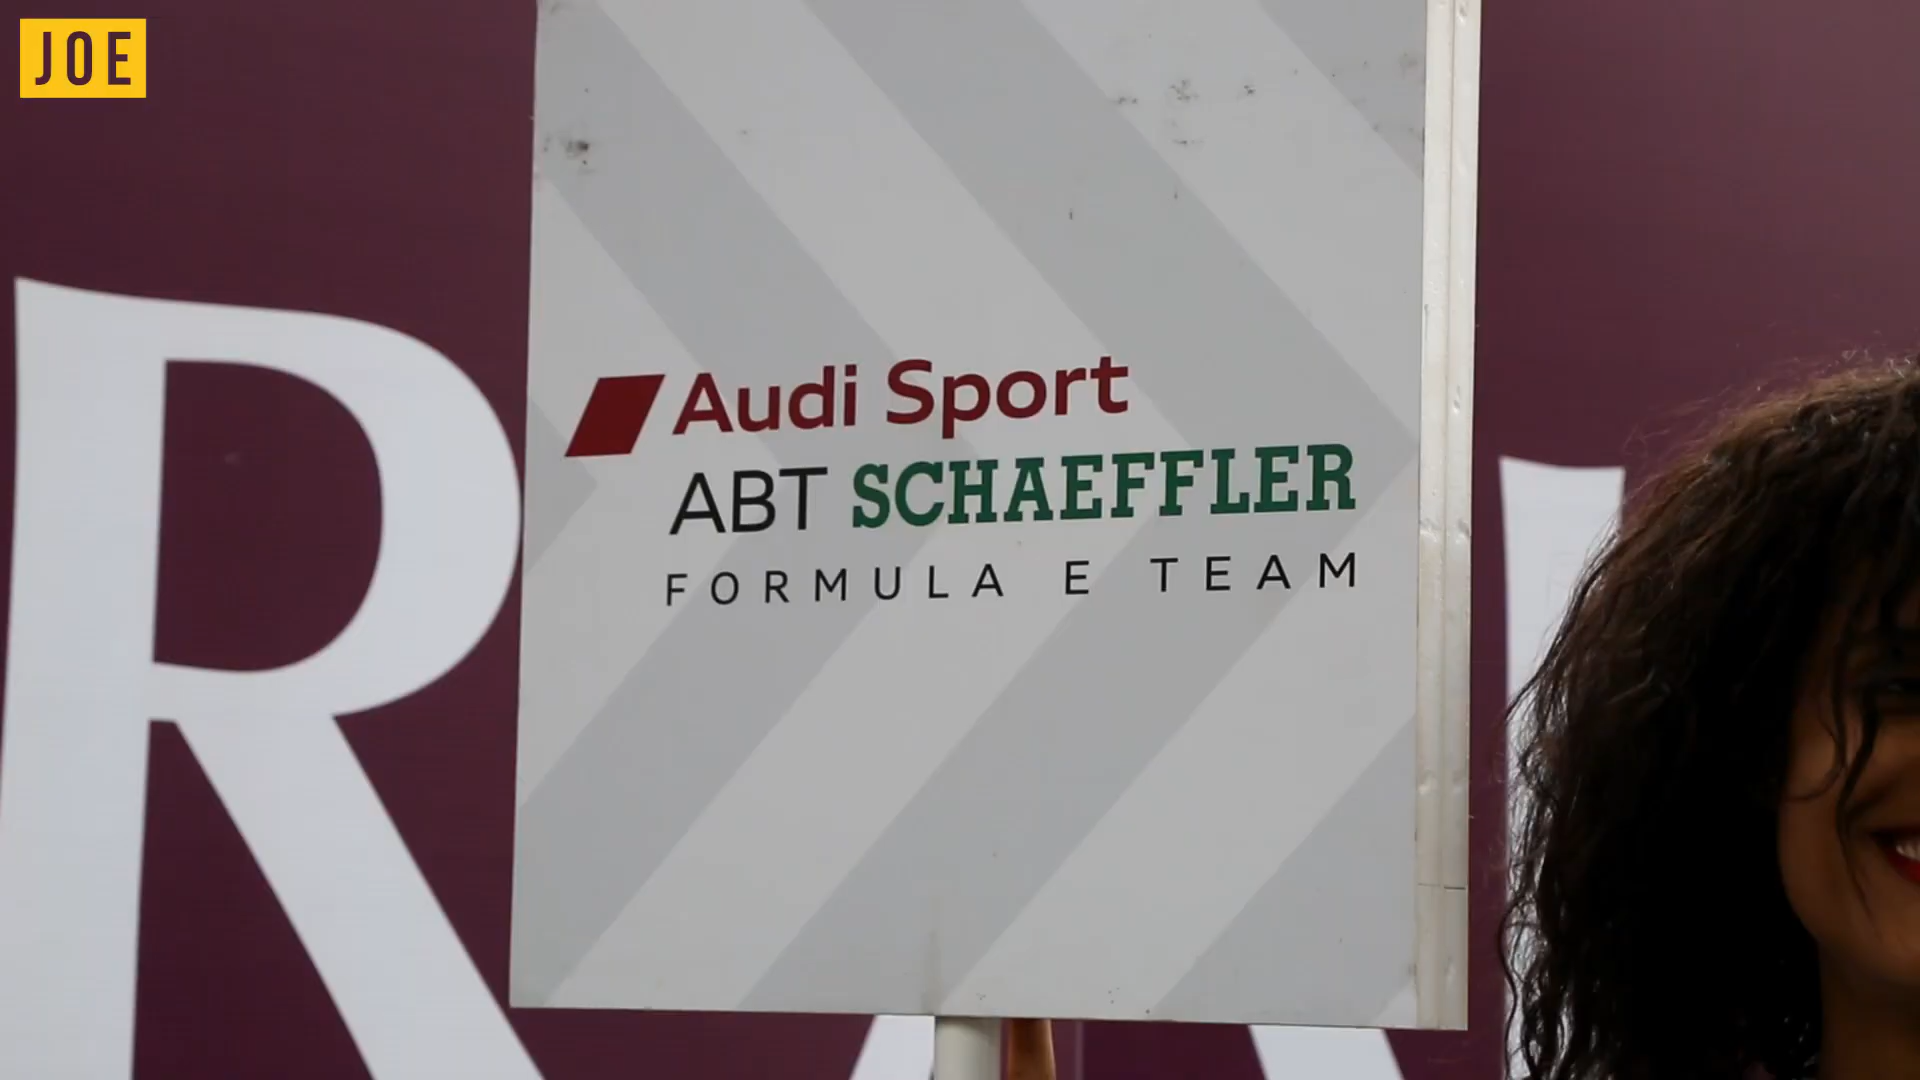 JOE
Audi Sport
ABT SCHAEFFLER
FORMULA E TEAM
R